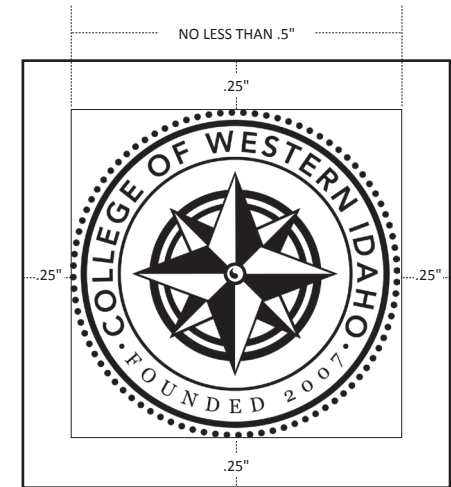 NO LESS THAN .5"
.25"
COLLEGE OF WESTERN IDAHO
.25"
.25"
• FOUNDED 2007 •
.25"